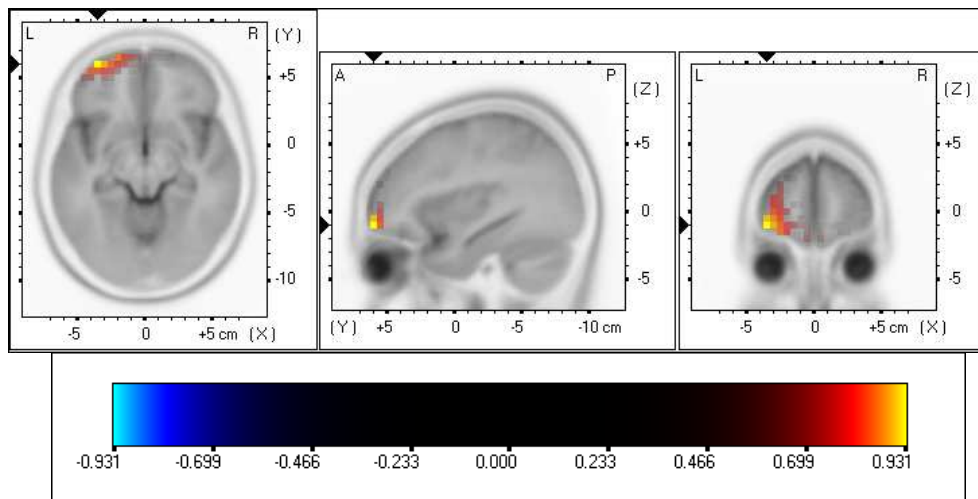 L R (Y)
+5
0
-5
-10
-5 0 +5 cm (X)
A P
(Z)
+5
0
-5
(Y) +5 0 -5 -10 cm
L R
(Z)
+5
0
-5
-5 0 +5 cm (X)
-0.931 -0.699 -0.466 -0.233 0.000 0.233 0.466 0.699 0.931